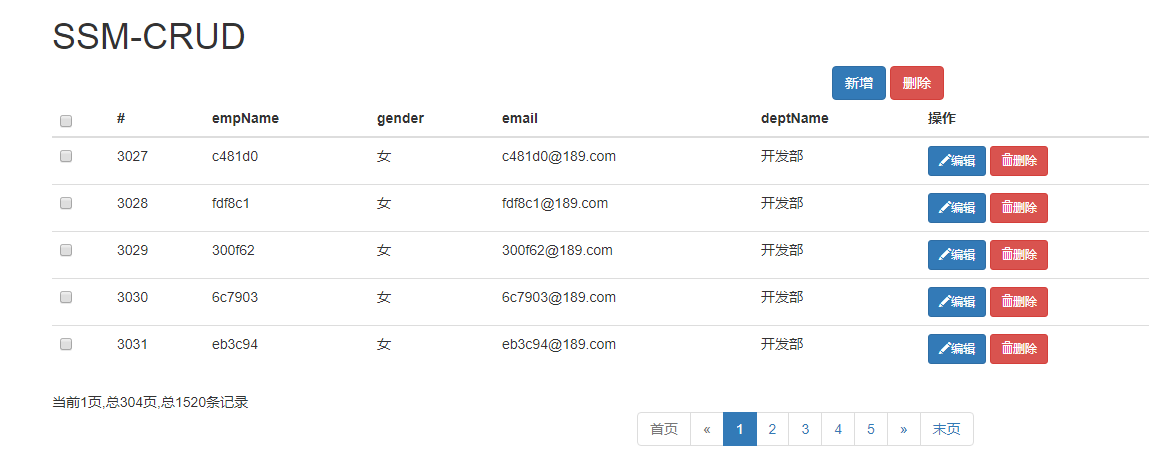 SSM-CRUD
新增 删除
# empName gender email deptName 操作
3027 c481d0 女 c481d0@189.com 开发部 编辑 删除
3028 fdf8c1 女 fdf8c1@189.com 开发部 编辑 删除
3029 300f62 女 300f62@189.com 开发部 编辑 删除
3030 6c7903 女 6c7903@189.com 开发部 编辑 删除
3031 eb3c94 女 eb3c94@189.com 开发部 编辑 删除
当前1页,总304页,总1520条记录
首页 « 1 2 3 4 5 » 末页